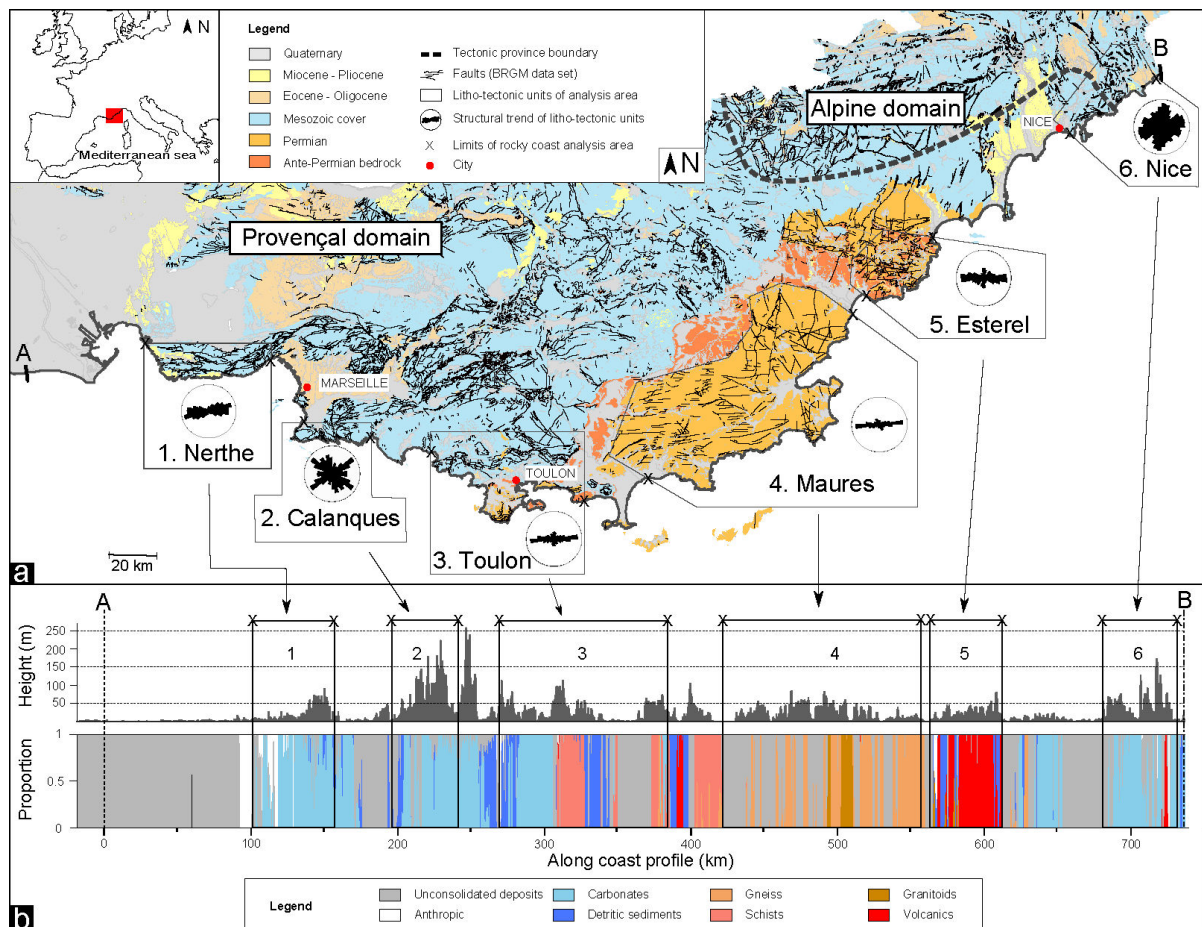 N
Mediterranean sea
Legend
Quaternary
Miocene - Pliocene
Eocene - Oligocene
Mesozoic cover
Permian
Ante-Permian bedrock
Tectonic province boundary
Faults (BRGM data set)
Litho-tectonic units of analysis area
Structural trend of litho-tectonic units
X Limits of rocky coast analysis area
City
N
Alpine domain
B
NICE
6. Nice
Provençal domain
5. Esterel
A
MARSEILLE
1. Nerthe
TOULON
4. Maures
2. Calanques
3. Toulon
20 km
a
A
B
Height (m)
250
200
150
100
50
1
2
3
4
5
6
Proportion
1
0.5
0
0
100
200
300
400
500
600
700
Along coast profile (km)
Legend
Unconsolidated deposits
Carbonates
Gneiss
Granitoids
Anthropic
Detritic sediments
Schists
Volcanics
b